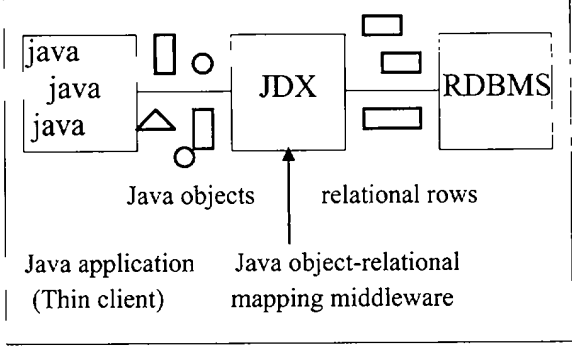 java
java
java
JDX
RDBMS
Java objects
relational rows
Java application
(Thin client)
Java object-relational
mapping middleware